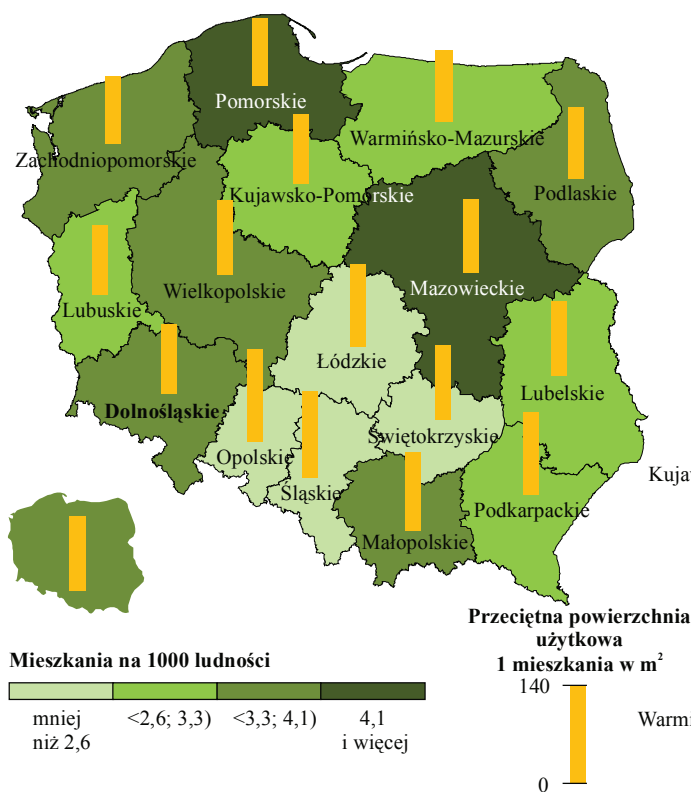 Pomorskie
Warmińsko-Mazurskie
Zachodniopomorskie
Kujawsko-Pomorskie
Podlaskie
Lubuskie
Wielkopolskie
Mazowieckie
Łódzkie
Dolnośląskie
Lubelskie
Opolskie
Śląskie
Świętokrzyskie
Podkarpackie
Małopolskie
Kuja
Przeciętna powierzchnia
użytkowa
1 mieszkania w m²
Mieszkania na 1000 ludności
mniej
niż 2,6
<2,6; 3,3)
<3,3; 4,1)
4,1
i więcej
140
0
Warmi